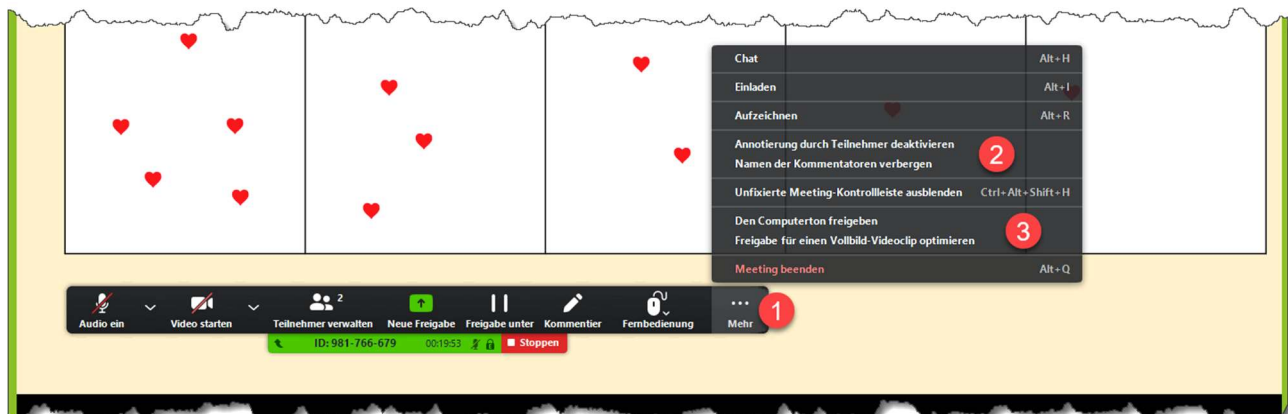 Chat Alt+H
Einladen Alt+I
Aufzeichnen Alt+R
Annotierung durch Teilnehmer deaktivieren
2
Namen der Kommentatoren verbergen
Unfixierte Meeting-Kontrollleiste ausblenden Ctrl+Alt+Shift+H
Den Computerton freigeben
3
Freigabe für einen Vollbild-Videoclip optimieren
Meeting beenden Alt+Q
2
1
Audio ein Video starten Teilnehmer verwalten Neue Freigabe Freigabe unter Kommentier Fernbedienung Mehr
ID: 981-766-679 00:19:53 Stoppen